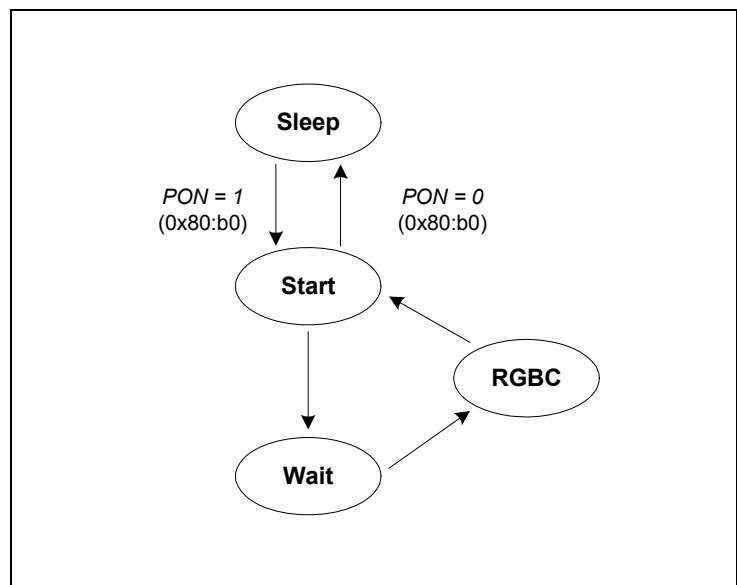 Sleep
PON = 1
(0x80:b0)
PON = 0
(0x80:b0)
Start
RGBC
Wait